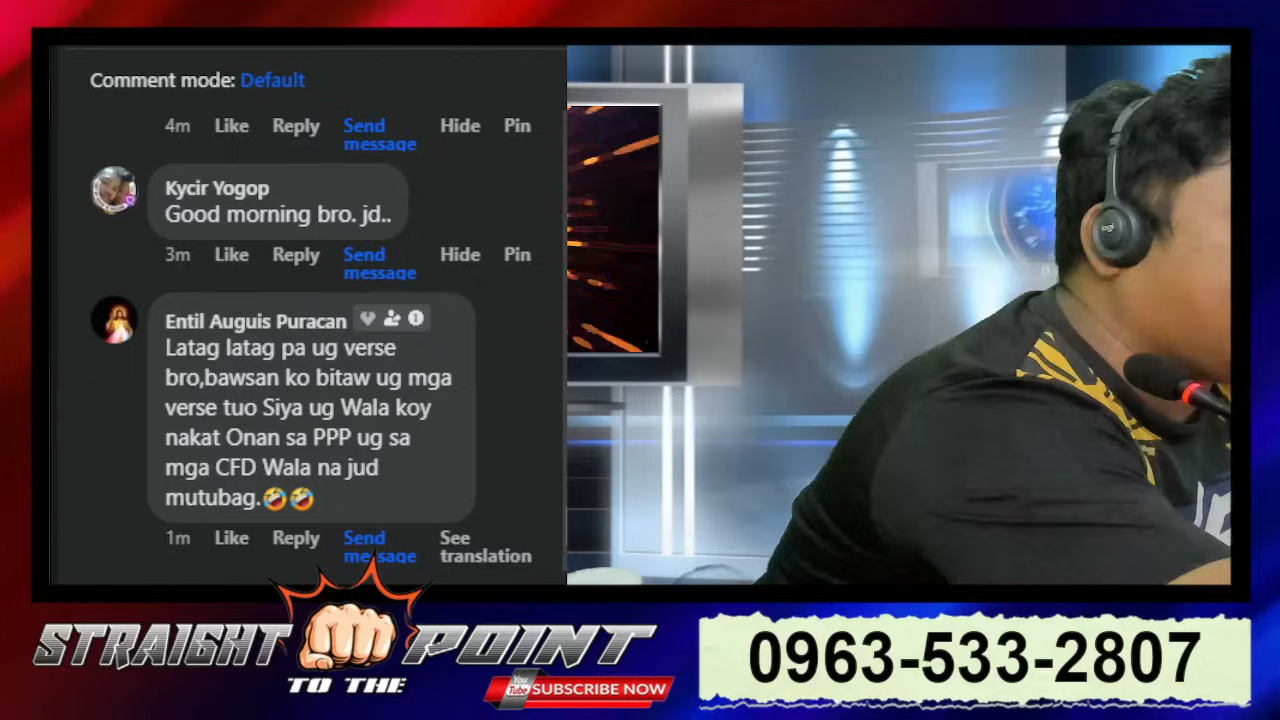 Comment mode: Default
4m Like Reply Send message Hide Pin
Kycir Yogop
Good morning bro. jd..
3m Like Reply Send message Hide Pin
Entil Auguis Puracan
Latag latag pa ug verse
bro,bawsan ko bitaw ug mga
verse tuo Siya ug Wala koy
nakat Onan sa PPP ug sa
mga CFD Wala na jud
mutubag.🤣🤣
1m Like Reply Send message See translation
logi
STRAIGHT POINT
TO THE
You Tube SUBSCRIBE NOW
0963-533-2807